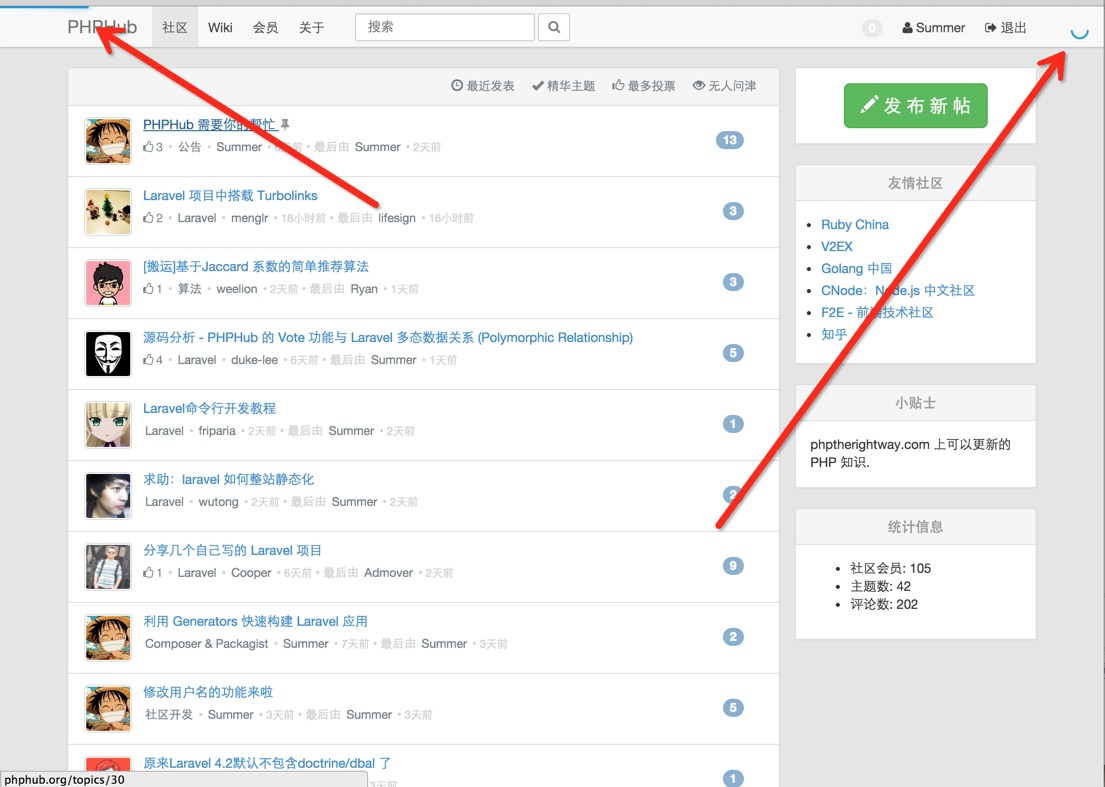 PHPHub 社区 Wiki 会员 关于 搜索 0 Summer 退出
最近发表 精华主题 最多投票 无人问津
PHPHub 需要你的帮忙
3 • 公告 • Summer • 前 • 最后由 Summer • 2天前
13
Laravel 项目中搭载 Turbolinks
2 • Laravel • menglr • 18小时前 • 最后由 lifesign • 16小时前
3
[搬运]基于Jaccard 系数的简单推荐算法
1 • 算法 • weelion • 2天前 • 最后由 Ryan • 1天前
3
源码分析 - PHPHub 的 Vote 功能与 Laravel 多态数据关系 (Polymorphic Relationship)
4 • Laravel • duke-lee • 6天前 • 最后由 Summer • 1天前
5
Laravel命令行开发教程
Laravel • friparia • 2天前 • 最后由 Summer • 2天前
1
求助：laravel 如何整站静态化
Laravel • wutong • 2天前 • 最后由 Summer • 2天前
2
分享几个自己写的 Laravel 项目
1 • Laravel • Cooper • 6天前 • 最后由 Admover • 2天前
9
利用 Generators 快速构建 Laravel 应用
Composer & Packagist • Summer • 7天前 • 最后由 Summer • 3天前
2
修改用户名的功能来啦
社区开发 • Summer • 3天前 • 最后由 Summer • 3天前
5
原来Laravel 4.2默认不包含doctrine/dbal 了
3天前
1
phphub.org/topics/30
发布新帖
友情社区
Ruby China
V2EX
Golang 中国
CNode：Node.js 中文社区
F2E - 前端技术社区
知乎
小贴士
phptherightway.com 上可以更新的
PHP 知识.
统计信息
社区会员: 105
主题数: 42
评论数: 202